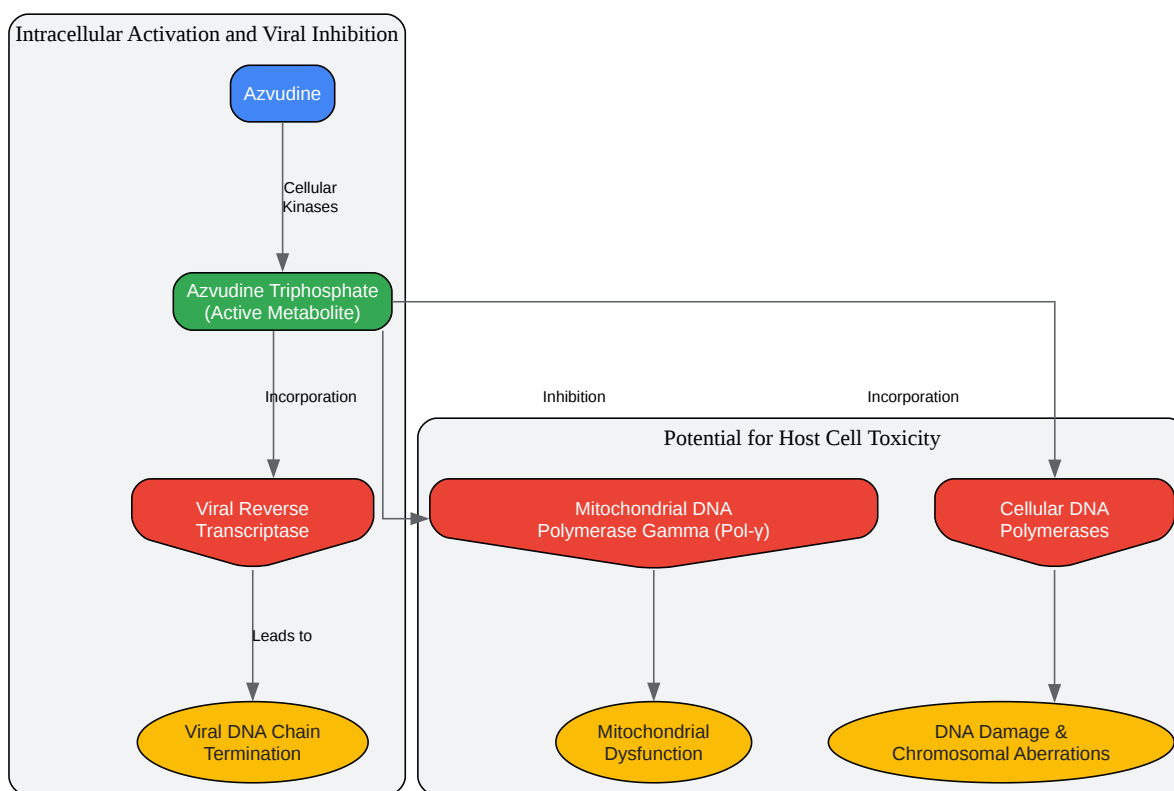 Intracellular Activation and Viral Inhibition
Azvudine
Cellular
Kinases
Azvudine Triphosphate
(Active Metabolite)
Incorporation
Inhibition
Incorporation
Potential for Host Cell Toxicity
Viral Reverse
Transcriptase
Mitochondrial DNA
Polymerase Gamma (Pol-γ)
Cellular DNA
Polymerases
Leads to
Viral DNA Chain
Termination
Mitochondrial
Dysfunction
DNA Damage &
Chromosomal Aberrations